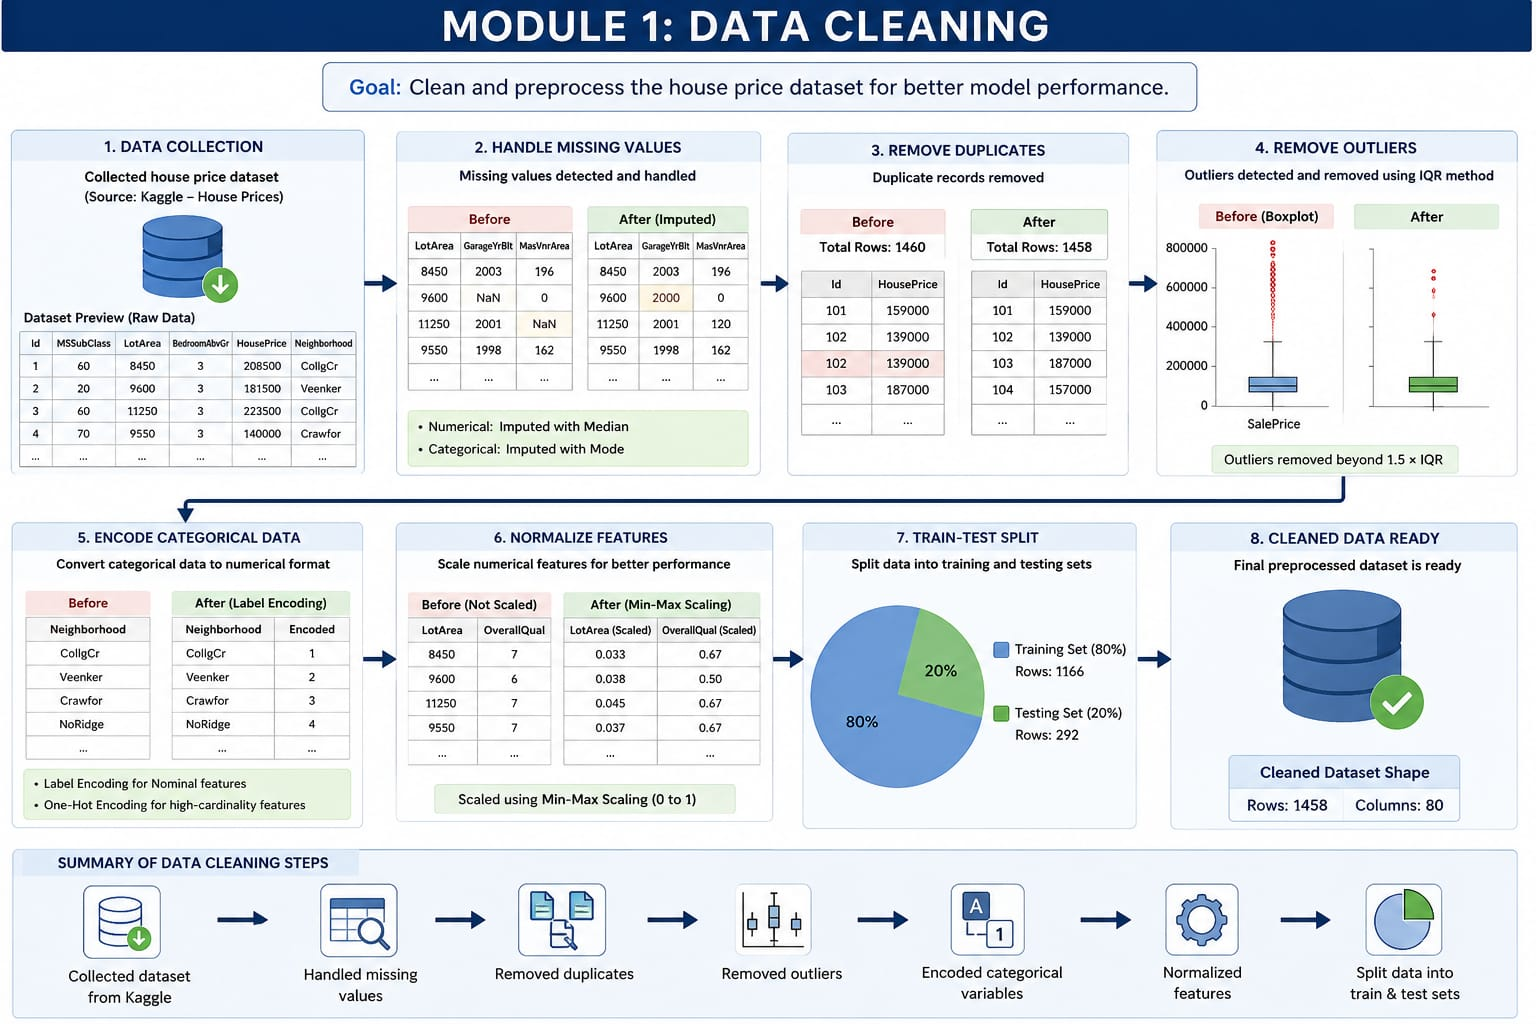 MODULE 1: DATA CLEANING
Goal: Clean and preprocess the house price dataset for better model performance.
1. DATA COLLECTION
Collected house price dataset
(Source: Kaggle – House Prices)
Dataset Preview (Raw Data)
Id MSSubClass LotArea BedroomAbvGr HousePrice Neighborhood
1 60 8450 3 208500 CollgCr
2 20 9600 3 181500 Veenker
3 60 11250 3 223500 CollgCr
4 70 9550 3 140000 Crawfor
... ... ... ... ... ...
2. HANDLE MISSING VALUES
Missing values detected and handled
Before
LotArea GarageYrBlt MasVnrArea
8450 2003 196
9600 NaN 0
11250 2001 NaN
9550 1998 162
... ... ...
After (Imputed)
LotArea GarageYrBlt MasVnrArea
8450 2003 196
9600 2000 0
11250 2001 120
9550 1998 162
... ... ...
• Numerical: Imputed with Median
• Categorical: Imputed with Mode
3. REMOVE DUPLICATES
Duplicate records removed
Before
Total Rows: 1460
Id HousePrice
101 159000
102 139000
102 139000
103 187000
... ...
After
Total Rows: 1458
Id HousePrice
101 159000
102 139000
103 187000
104 157000
... ...
4. REMOVE OUTLIERS
Outliers detected and removed using IQR method
Before (Boxplot)
After
800000
600000
400000
200000
0
SalePrice
Outliers removed beyond 1.5 × IQR
5. ENCODE CATEGORICAL DATA
Convert categorical data to numerical format
Before
Neighborhood
CollgCr
Veenker
Crawfor
NoRidge
...
After (Label Encoding)
Neighborhood Encoded
CollgCr 1
Veenker 2
Crawfor 3
NoRidge 4
... ...
• Label Encoding for Nominal features
• One-Hot Encoding for high-cardinality features
6. NORMALIZE FEATURES
Scale numerical features for better performance
Before (Not Scaled)
LotArea OverallQual
8450 7
9600 6
11250 7
9550 7
... ...
After (Min-Max Scaling)
LotArea (Scaled) OverallQual (Scaled)
0.033 0.67
0.038 0.50
0.045 0.67
0.037 0.67
... ...
Scaled using Min-Max Scaling (0 to 1)
7. TRAIN-TEST SPLIT
Split data into training and testing sets
20%
80%
Training Set (80%)
Rows: 1166
Testing Set (20%)
Rows: 292
8. CLEANED DATA READY
Final preprocessed dataset is ready
Cleaned Dataset Shape
Rows: 1458 Columns: 80
SUMMARY OF DATA CLEANING STEPS
Collected dataset
from Kaggle
Handled missing
values
Removed duplicates
Removed outliers
A
1
Encoded categorical
variables
Normalized
features
Split data into
train & test sets